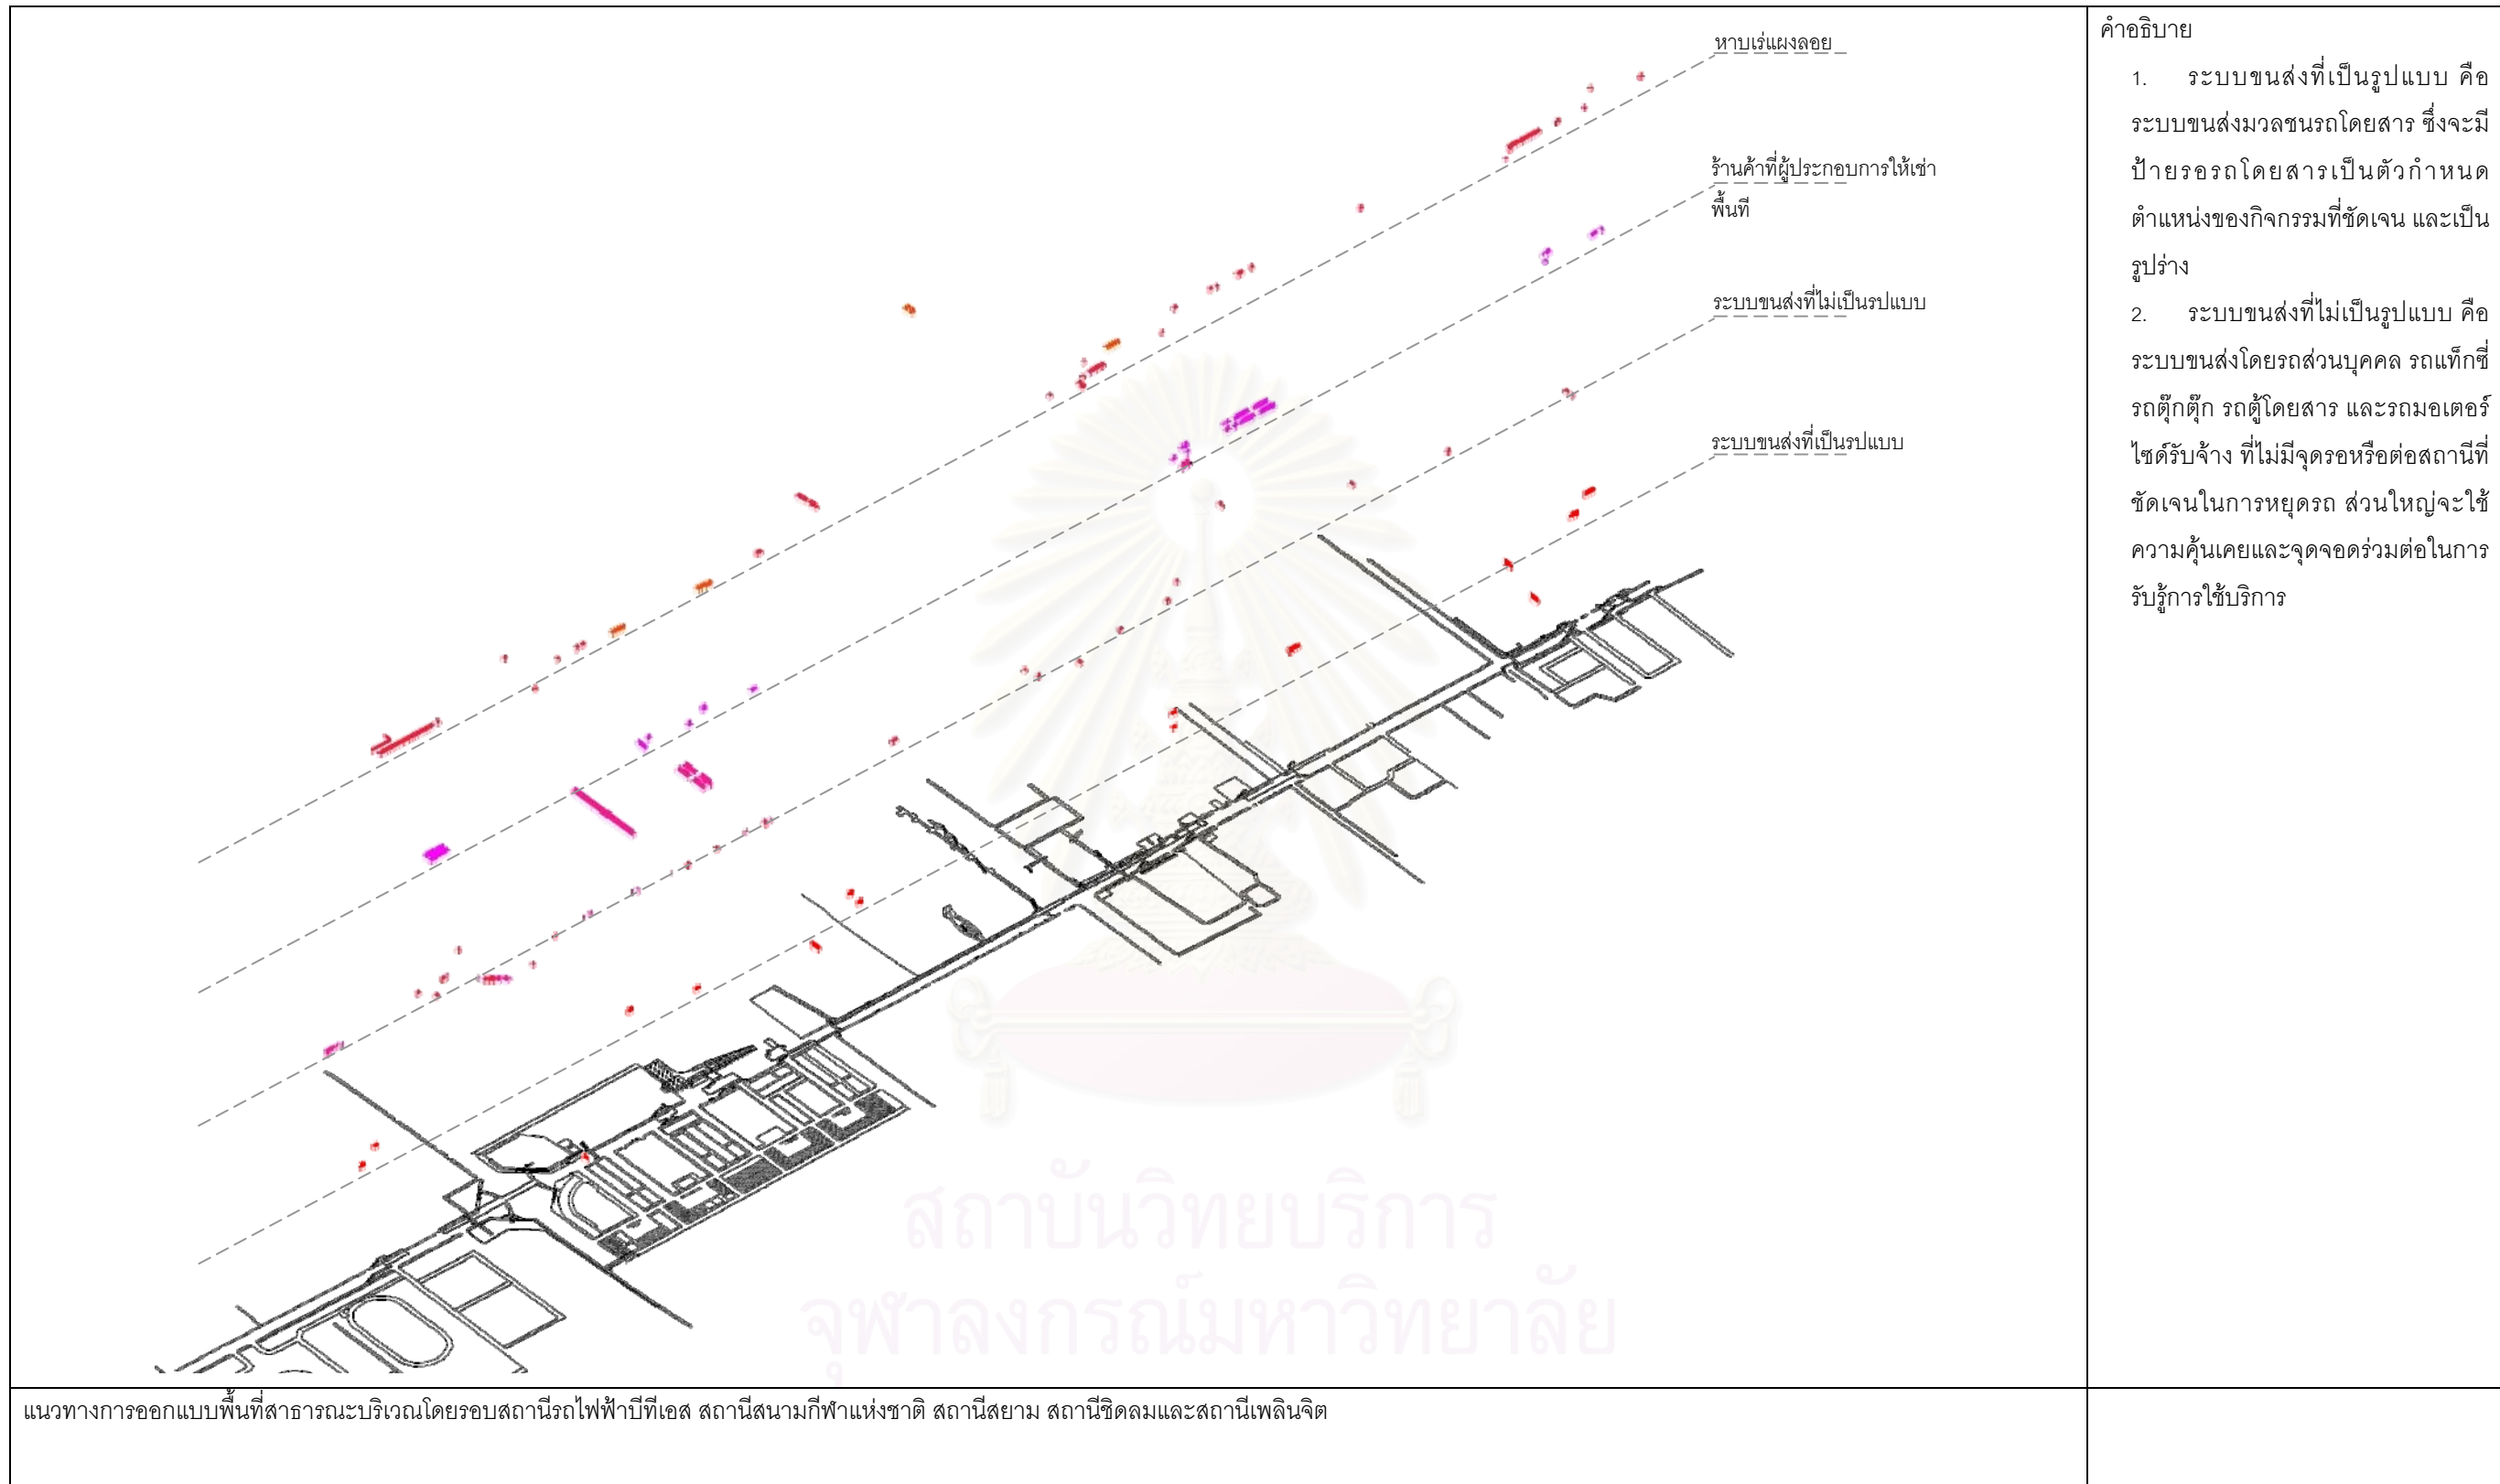 หาบเร่แผงลอย
ร้านค้าที่ผู้ประกอบการให้เช่า
พื้นที่
ระบบขนส่งที่ไม่เป็นรปแบบ
ระบบขนส่งที่เป็นรปแบบ
คำอธิบาย
1. ระบบขนส่งที่เป็นรูปแบบ คือ
ระบบขนส่งมวลชนรถโดยสาร ซึ่งจะมี
ป้ายรอรถโดยสารเป็นตัวกำหนด
ตำแหน่งของกิจกรรมที่ชัดเจน และเป็น
รูปร่าง
2. ระบบขนส่งที่ไม่เป็นรูปแบบ คือ
ระบบขนส่งโดยรถส่วนบุคคล รถแท็กซี่
รถตุ๊กตุ๊ก รถตู้โดยสาร และรถมอเตอร์
ไซด์รับจ้าง ที่ไม่มีจุดรอหรือต่อสถานีที่
ชัดเจนในการหยุดรถ ส่วนใหญ่จะใช้
ความคุ้นเคยและจุดจอดร่วมต่อในการ
รับรู้การใช้บริการ
สถาบันวิทยบริการ
จุฬาลงกรณ์มหาวิทยาลัย
แนวทางการออกแบบพื้นที่สาธารณะบริเวณโดยรอบสถานีรถไฟฟ้าบีทีเอส สถานีสนามกีฬาแห่งชาติ สถานีสยาม สถานีชิดลมและสถานีเพลินจิต